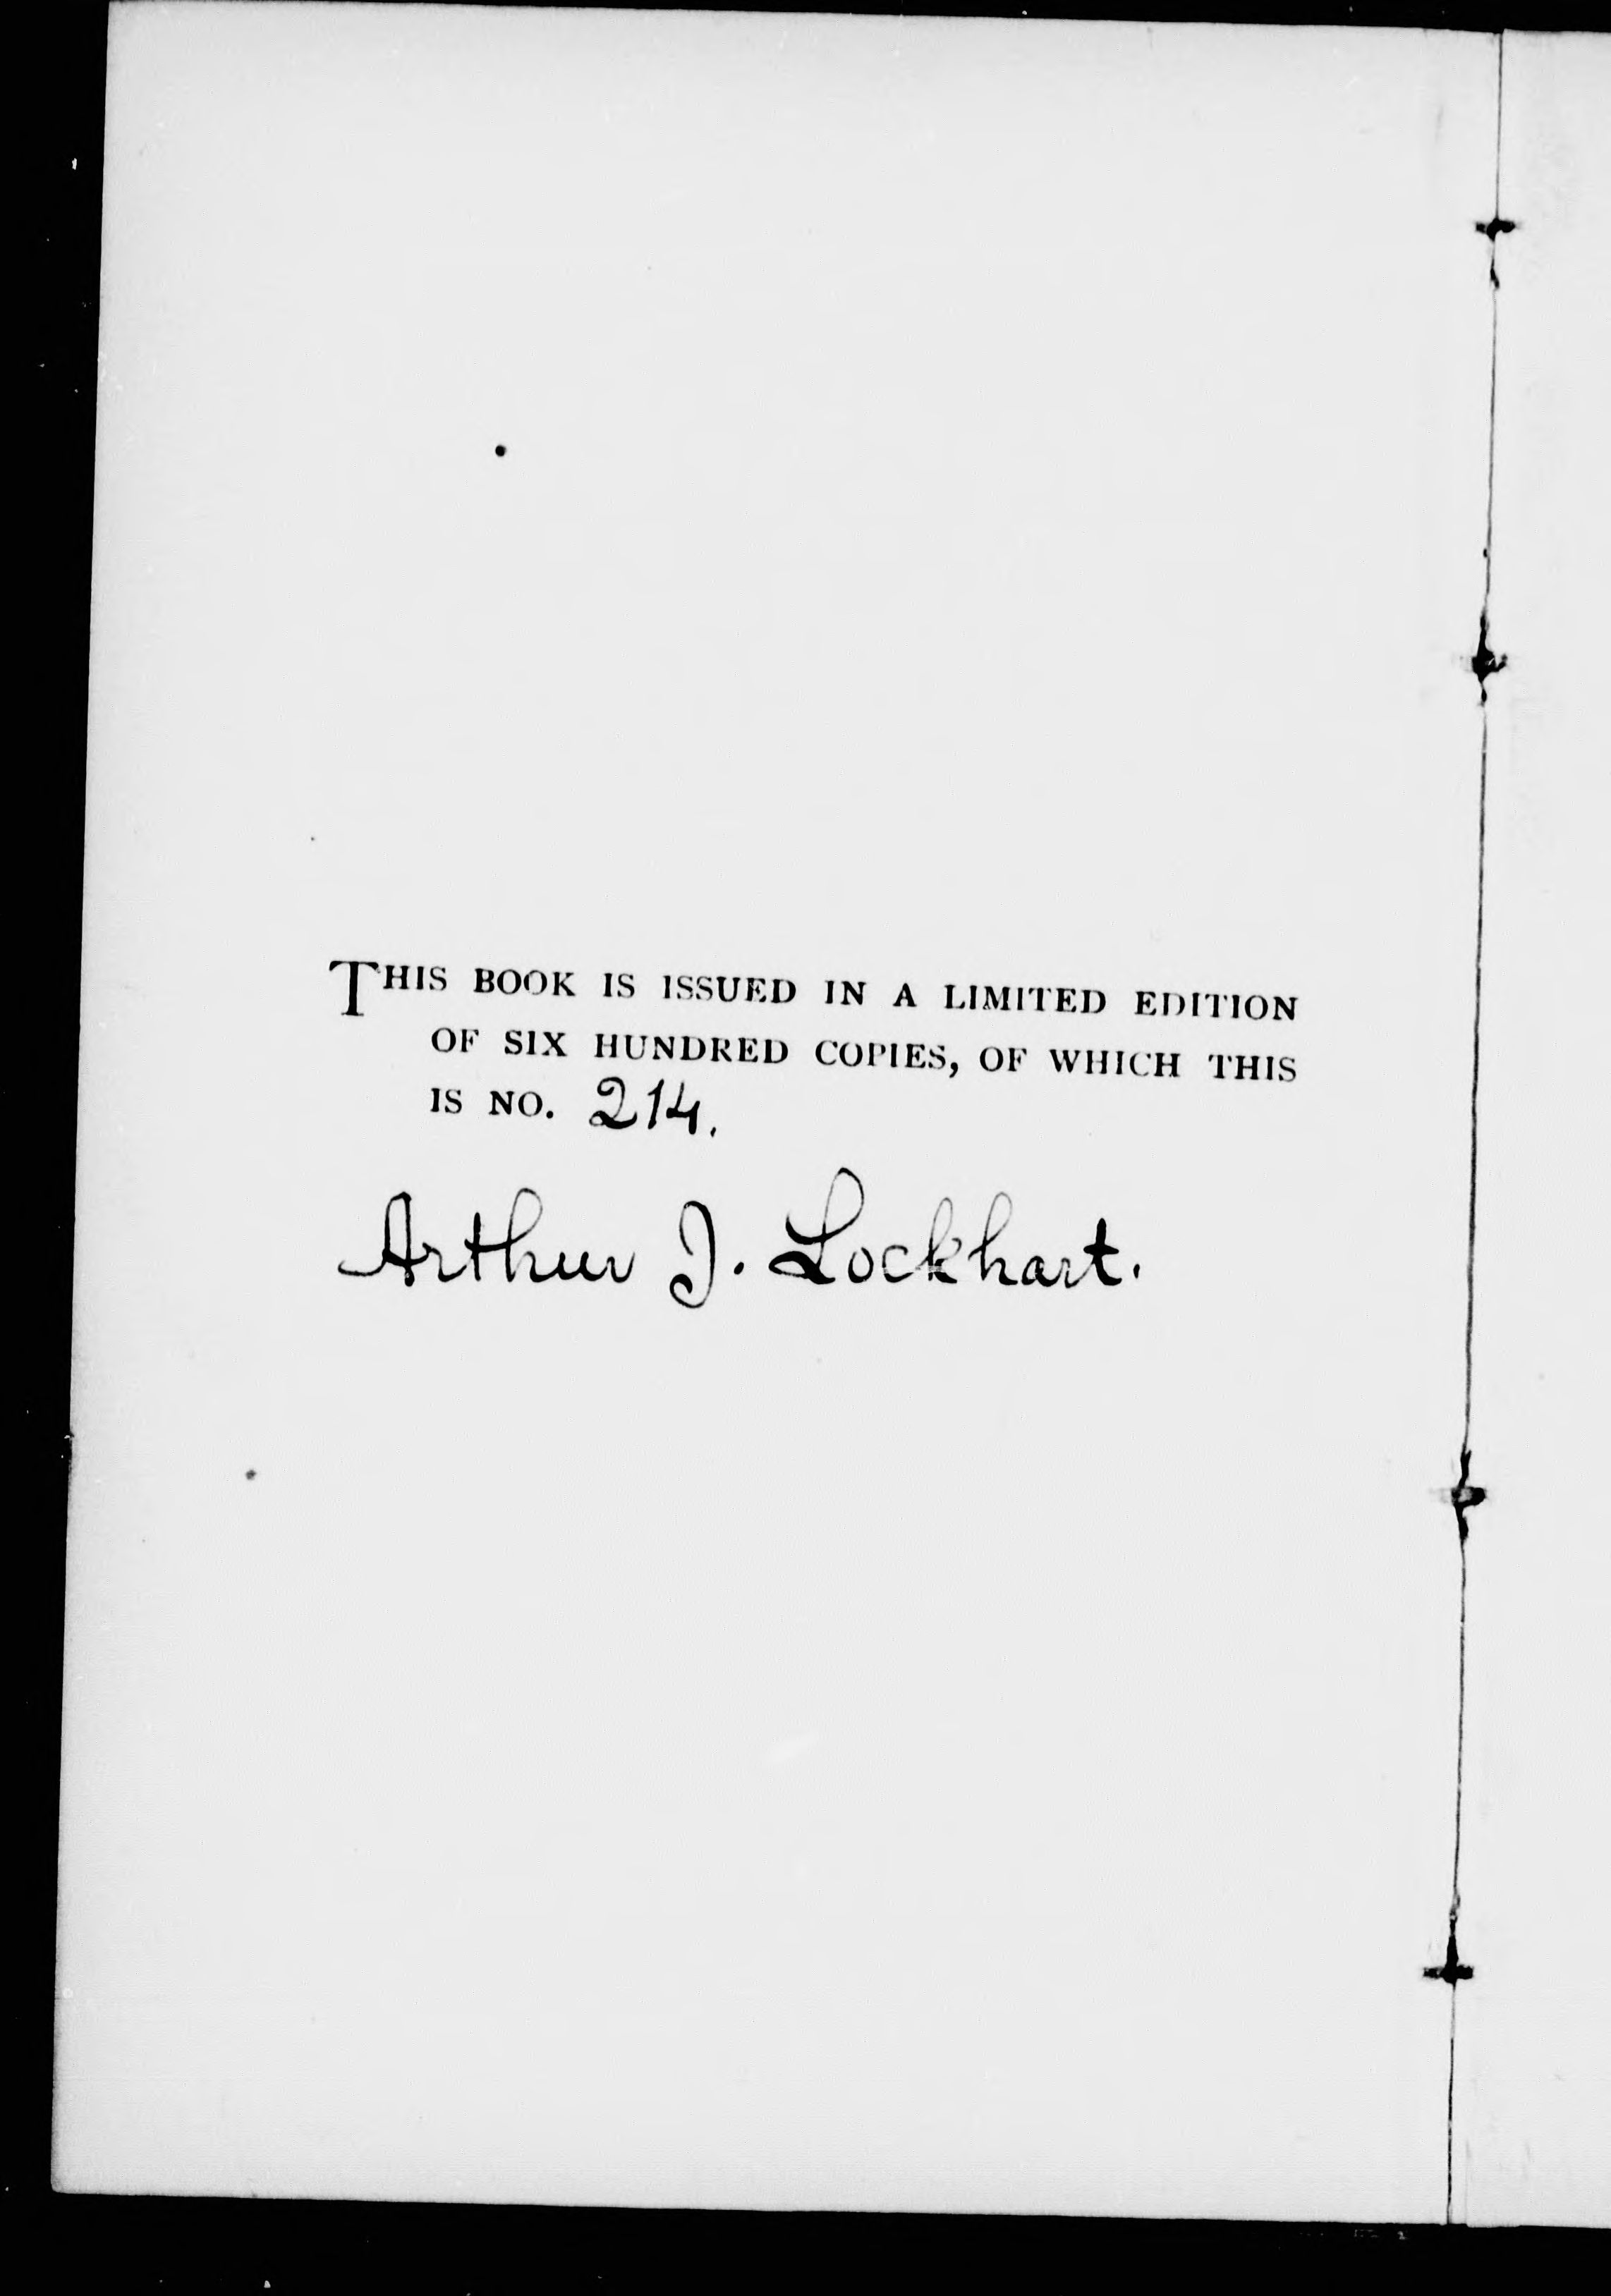 THIS BOOK IS ISSUED IN A LIMITED EDITION
OF SIX HUNDRED COPIES, OF WHICH THIS
IS NO. 214.
Arthur J. Lockhart.